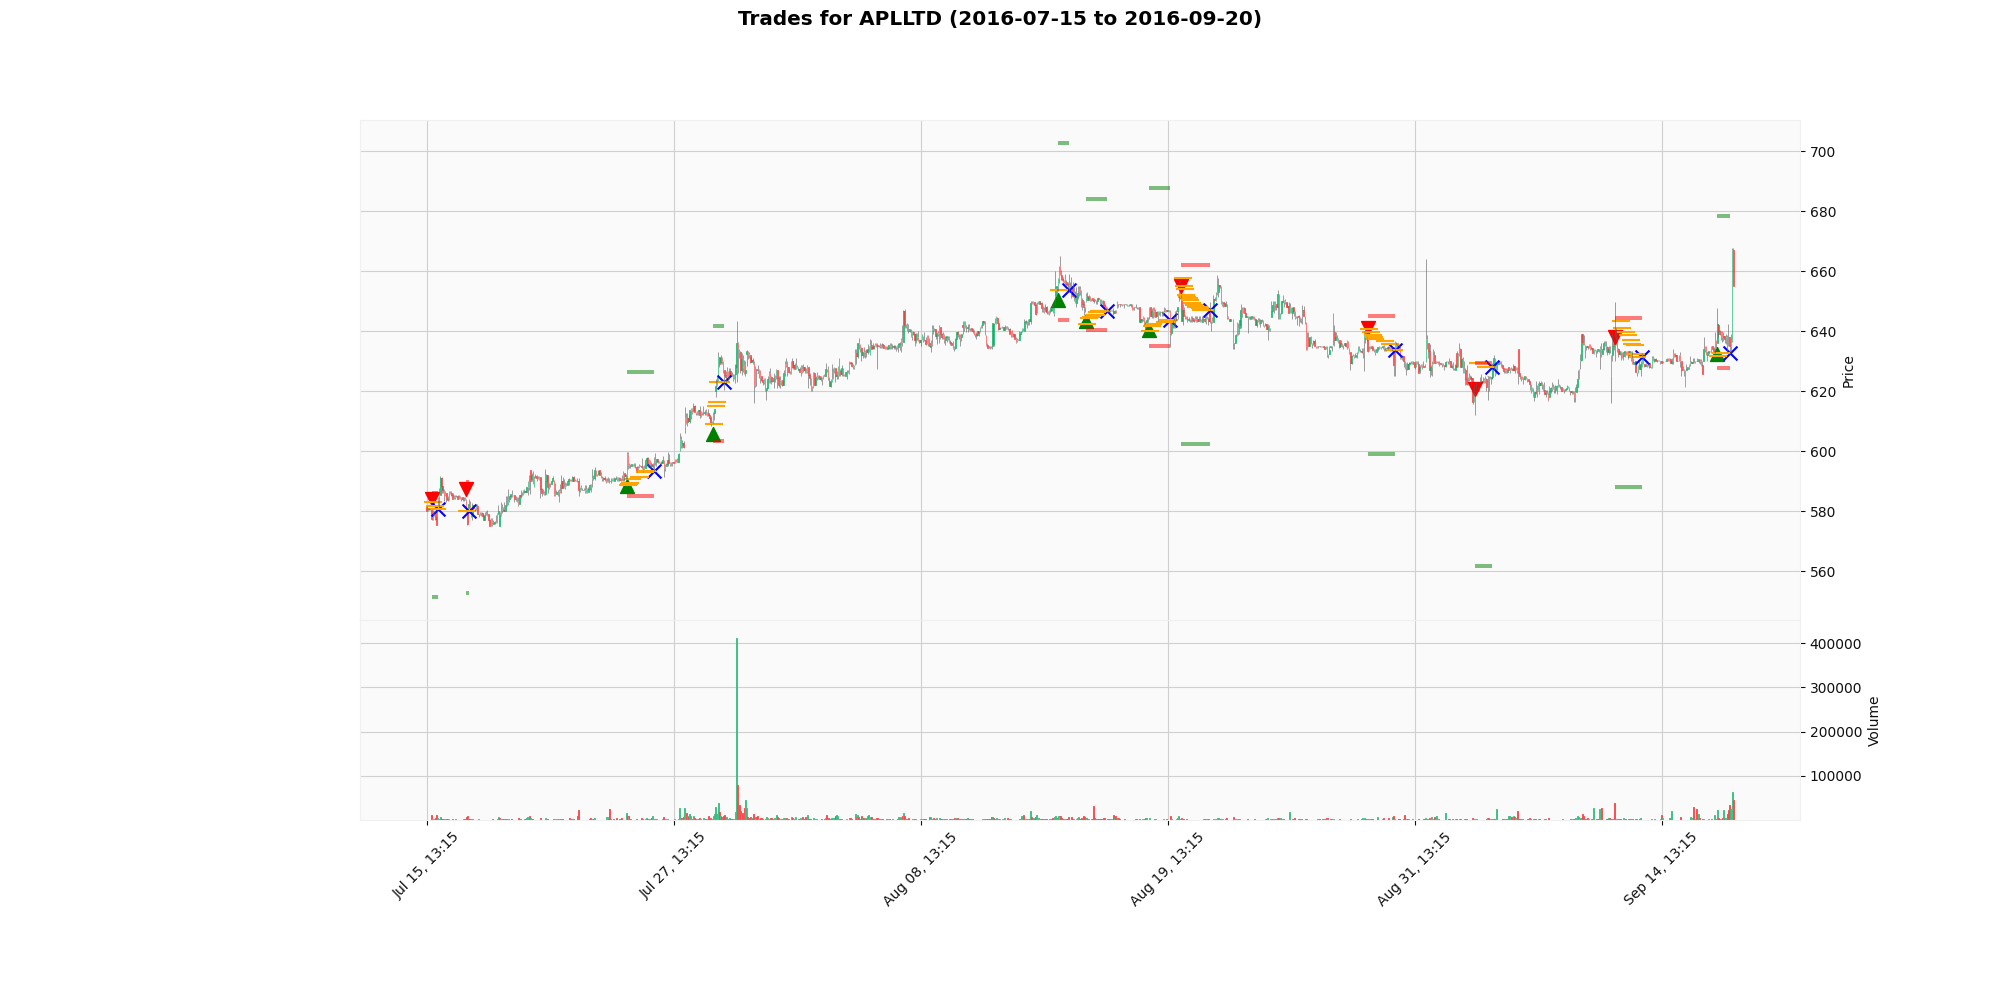 Trades for APLLTD (2016-07-15 to 2016-09-20)
700
680
660
640
620
600
580
560
Price
400000
300000
200000
100000
Volume
Jul 15, 13:15
Jul 27, 13:15
Aug 08, 13:15
Aug 19, 13:15
Aug 31, 13:15
Sep 14, 13:15